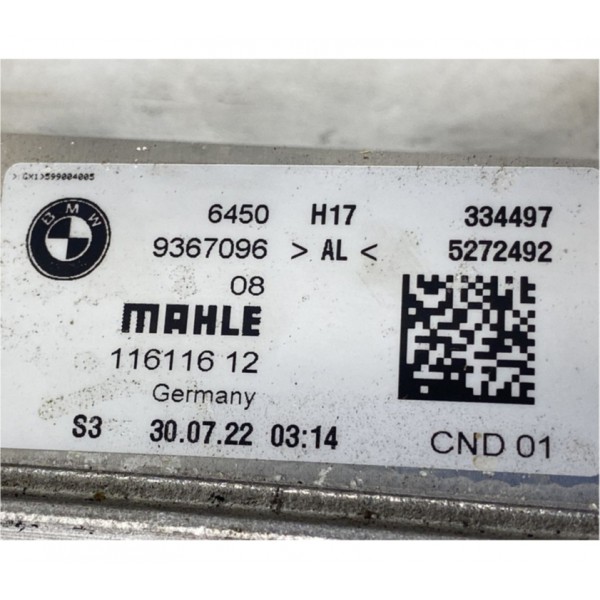 > GX13599004005
BMW
6450 H17 334497
9367096 > AL < 5272492
08
MAHLE
116116 12
Germany
S3 30.07.22 03:14 CND 01